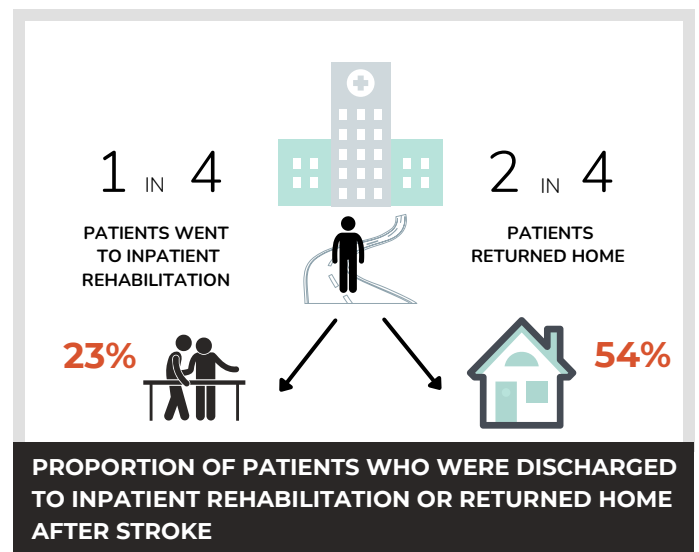 1 IN 4
PATIENTS WENT
TO INPATIENT
REHABILITATION
23%
2 IN 4
PATIENTS
RETURNED HOME
54%
PROPORTION OF PATIENTS WHO WERE DISCHARGED
TO INPATIENT REHABILITATION OR RETURNED HOME
AFTER STROKE